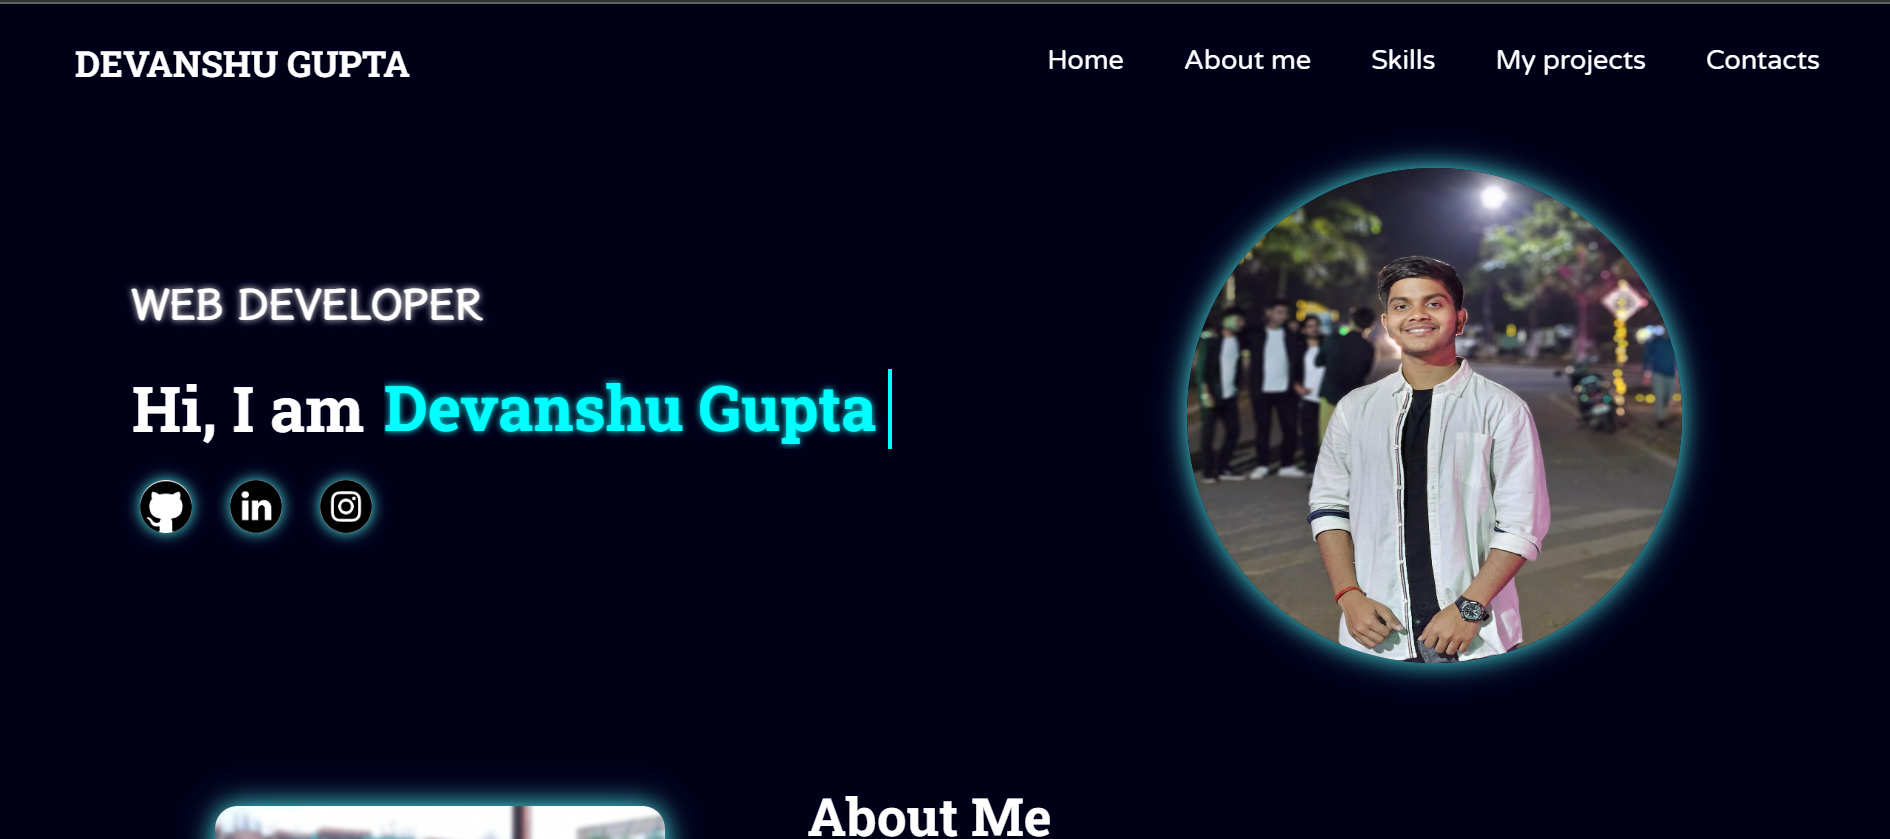 DEVANSHU GUPTA
Home About me Skills My projects Contacts
WEB DEVELOPER
Hi, I am Devanshu Gupta
in
About Me